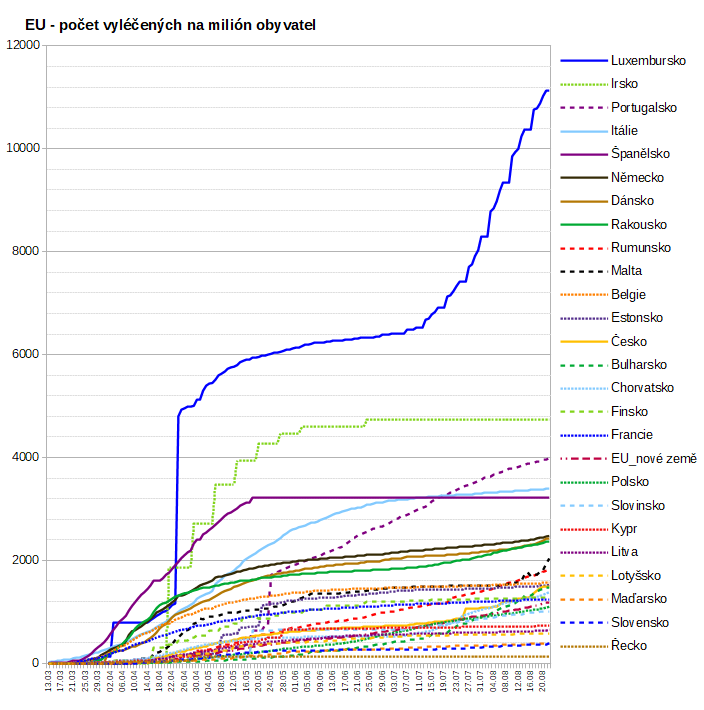 EU - počet vyléčených na milión obyvatel
12000
10000
8000
6000
4000
2000
0
13.03 17.03 21.03 25.03 29.03 02.04 06.04 10.04 14.04 18.04 22.04 26.04 30.04 04.05 08.05 12.05 16.05 20.05 24.05 28.05 01.06 05.06 09.06 13.06 17.06 21.06 25.06 29.06 03.07 07.07 11.07 15.07 19.07 23.07 27.07 31.07 04.08 08.08 12.08 16.08 20.08
Luxembursko
Irsko
Portugalsko
Itálie
Španělsko
Německo
Dánsko
Rakousko
Rumunsko
Malta
Belgie
Estonsko
Česko
Bulharsko
Chorvatsko
Finsko
Francie
EU_nové země
Polsko
Slovinsko
Kypr
Litva
Lotyšsko
Maďarsko
Slovensko
Řecko